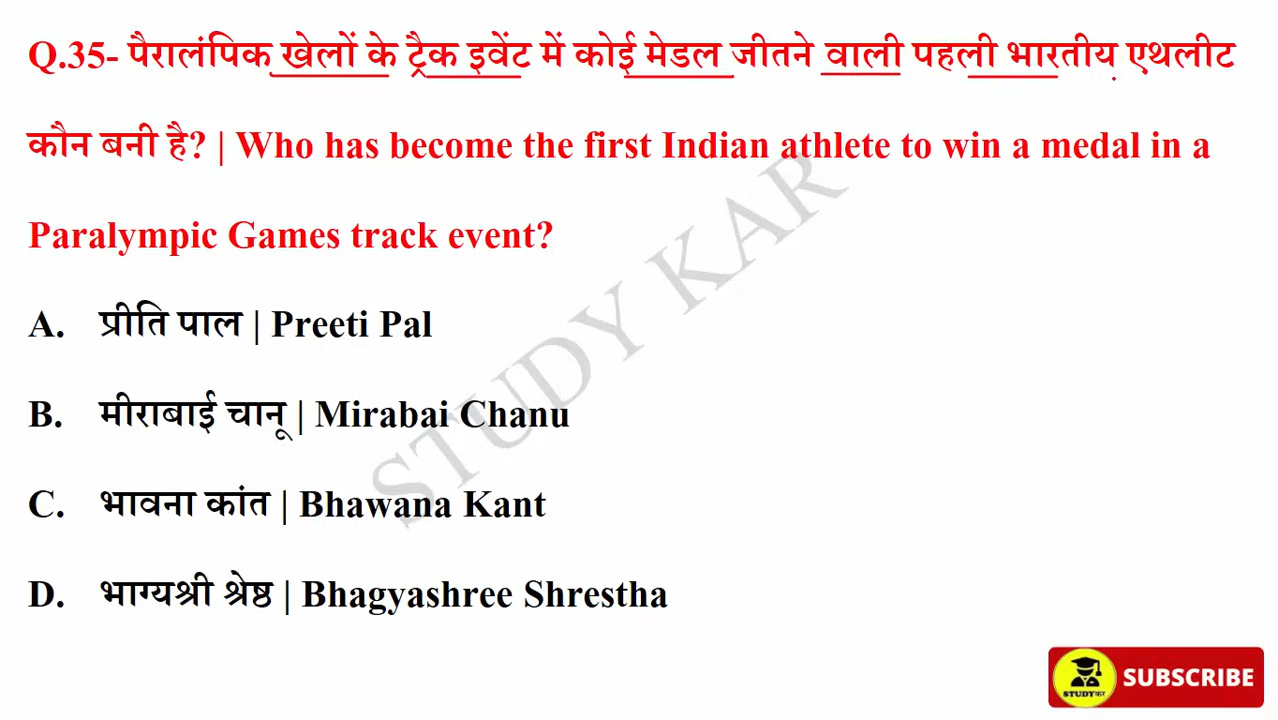 Q.35- पैरालंपिक खेलों के ट्रैक इवेंट में कोई मेडल जीतने वाली पहली भारतीय एथलीट
कौन बनी है? | Who has become the first Indian athlete to win a medal in a
Paralympic Games track event?
A. प्रीति पाल | Preeti Pal
B. मीराबाई चानू | Mirabai Chanu
C. भावना कांत | Bhawana Kant
D. भाग्यश्री श्रेष्ठ | Bhagyashree Shrestha
STUDY KAR
STUDYकर
SUBSCRIBE